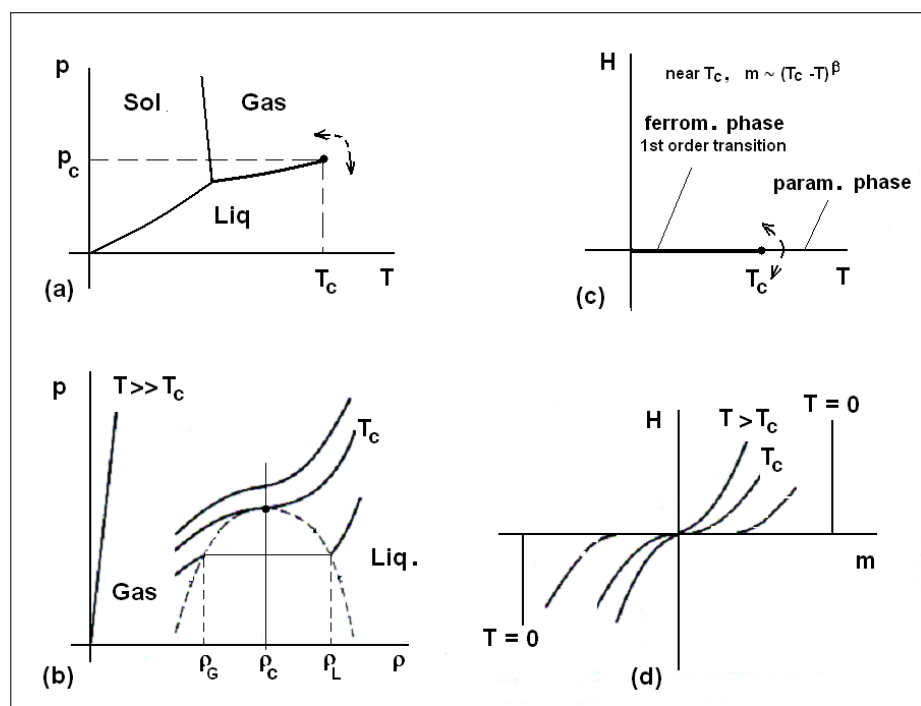 p
Sol
Gas
p_c
Liq
T_c
T
(a)
H
near T_c, m ~ (T_c -T)^β
ferrom. phase
1st order transition
param. phase
T_c
T
(c)
p
T>> T_c
T_c
Gas
Liq.
ρ_G
ρ_c
ρ_L
ρ
(b)
H
T > T_c
T = 0
T_c
m
T = 0
(d)